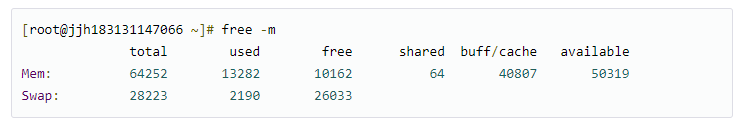 [root@jjh183131147066 ~]# free -m
total used free shared buff/cache available
Mem: 64252 13282 10162 64 40807 50319
Swap: 28223 2190 26033